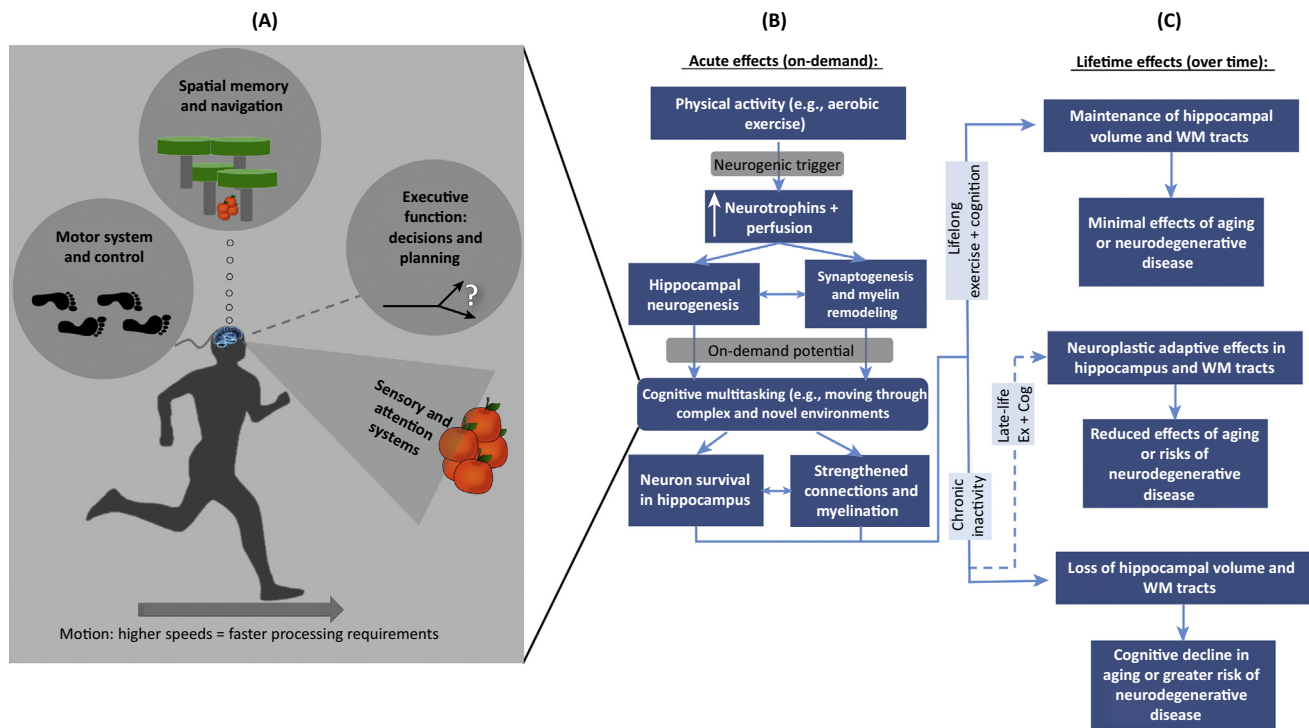 (A)
Spatial memory
and navigation
Motor system
and control
Executive
function:
decisions and
planning
?
Sensory and
attention
systems
Motion: higher speeds = faster processing requirements
(B)
Acute effects (on-demand):
Physical activity (e.g., aerobic
exercise)
Neurogenic trigger
Neurotrophins +
perfusion
Hippocampal
neurogenesis
Synaptogenesis
and myelin
remodeling
On-demand potential
Cognitive multitasking (e.g., moving through
complex and novel environments
Neuron survival
in hippocampus
Strengthened
connections and
myelination
Lifelong
exercise + cognition
Chronic
inactivity
Late-life
Ex + Cog
(C)
Lifetime effects (over time):
Maintenance of hippocampal
volume and WM tracts
Minimal effects of aging
or neurodegenerative
disease
Neuroplastic adaptive effects in
hippocampus and WM tracts
Reduced effects of aging
or risks of
neurodegenerative
disease
Loss of hippocampal volume and
WM tracts
Cognitive decline in
aging or greater risk of
neurodegenerative
disease